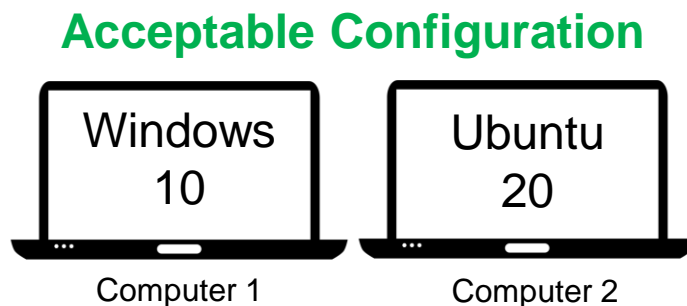 Acceptable Configuration
Windows
10
Ubuntu
20
Computer 1
Computer 2